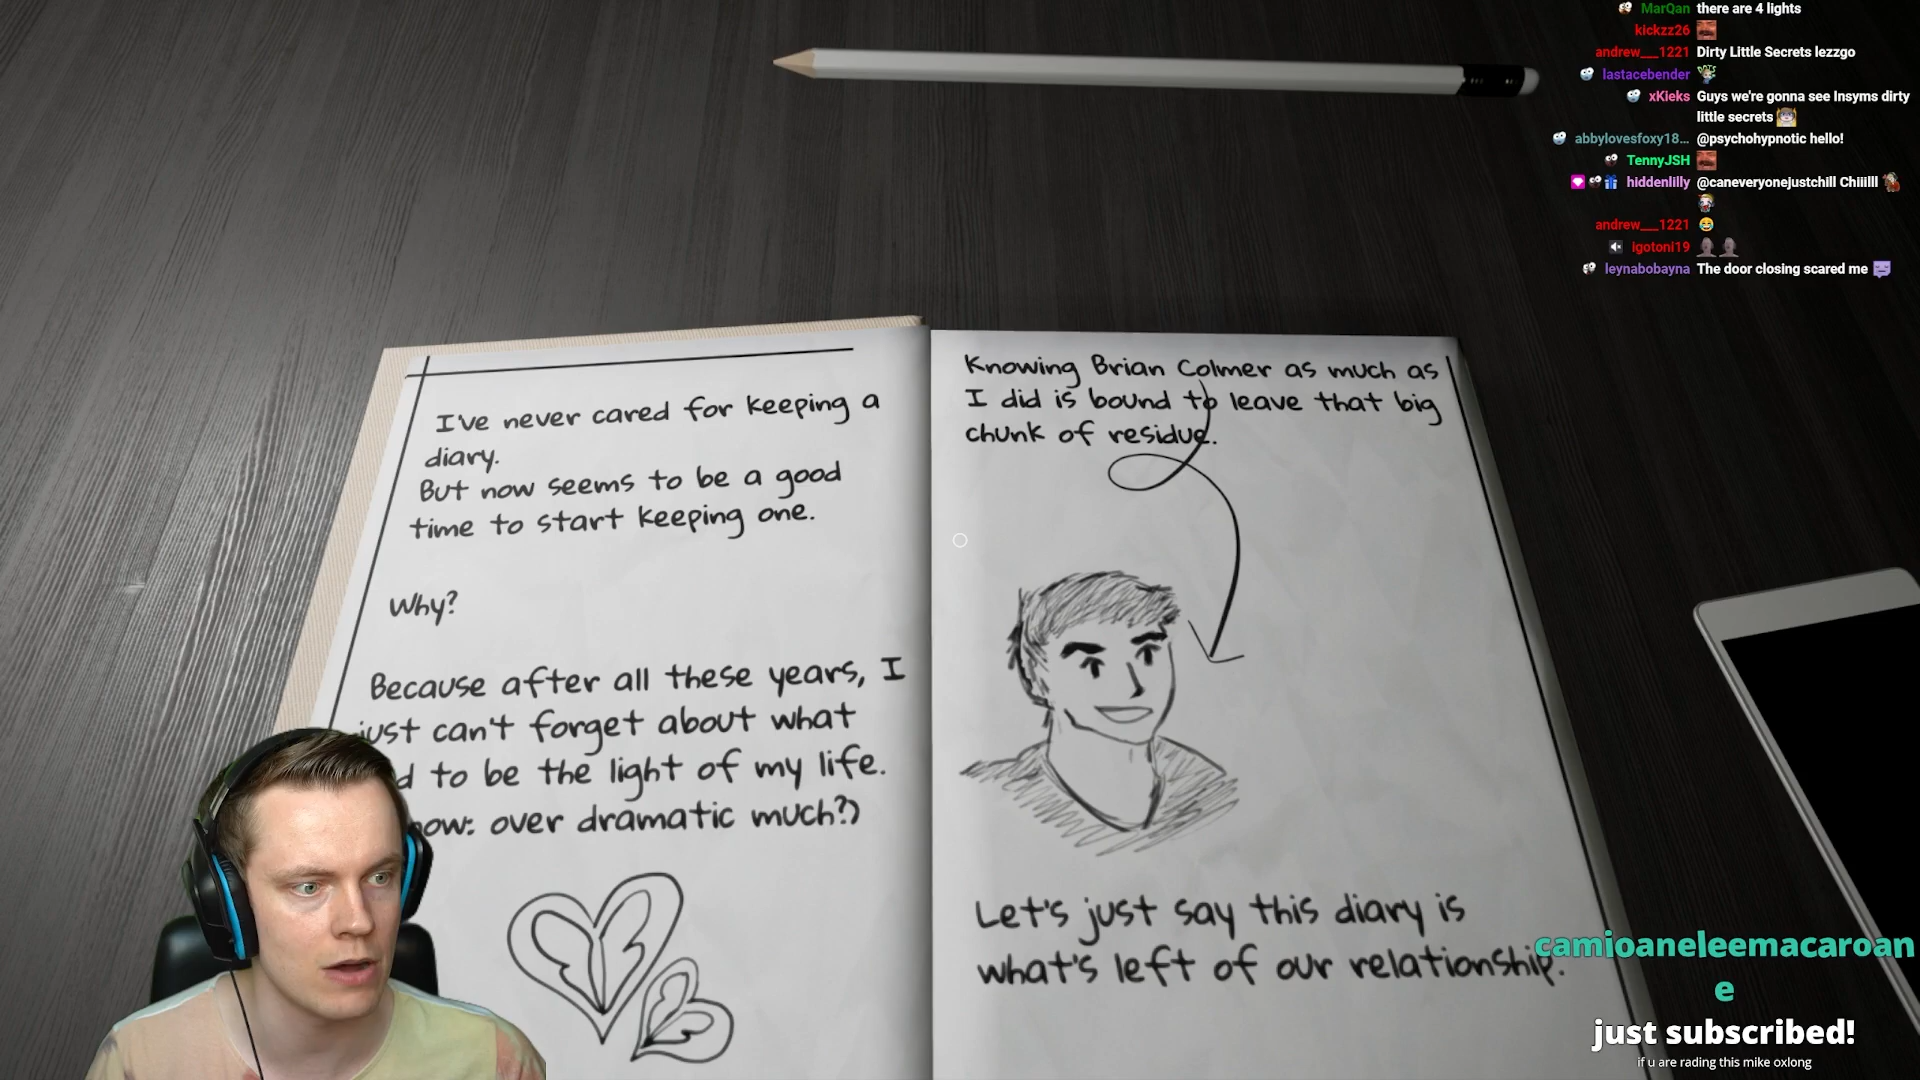 MarQan there are 4 lights
kickzz26
andrew___1221 Dirty Little Secrets lezzgo
lastacebender
xKieks Guys we're gonna see Insyms dirty
little secrets
abbylovesfoxy18... @psychohypnotic hello!
TennyJSH
hiddenlilly @caneveryonejustchill Chiiilll
andrew___1221
igotoni19
leynabobayna The door closing scared me
I've never cared for keeping a
diary.
But now seems to be a good
time to start keeping one.
Why?
Because after all these years, I
just can't forget about what
to be the light of my life.
over dramatic much?)
Knowing Brian Colmer as much as
I did is bound to leave that big
chunk of residue.
Let's just say this diary is
what's left of our relationship.
camioaneleemacaroan
e
just subscribed!
if u are rading this mike oxlong